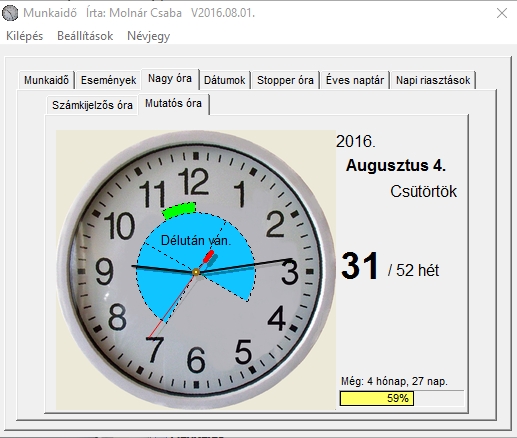 Munkaidő Írta: Molnár Csaba V2016.08.01.
Kilépés Beállítások Névjegy
Munkaidő Események Nagy óra Dátumok Stopper óra Éves naptár Napi riasztások
Számkijelzős óra Mutatós óra
12
11 1
10 2
9 3
8 4
7 5
6
Délután van.
2016.
Augusztus 4.
Csütörtök
31 / 52 hét
Még: 4 hónap, 27 nap.
59%